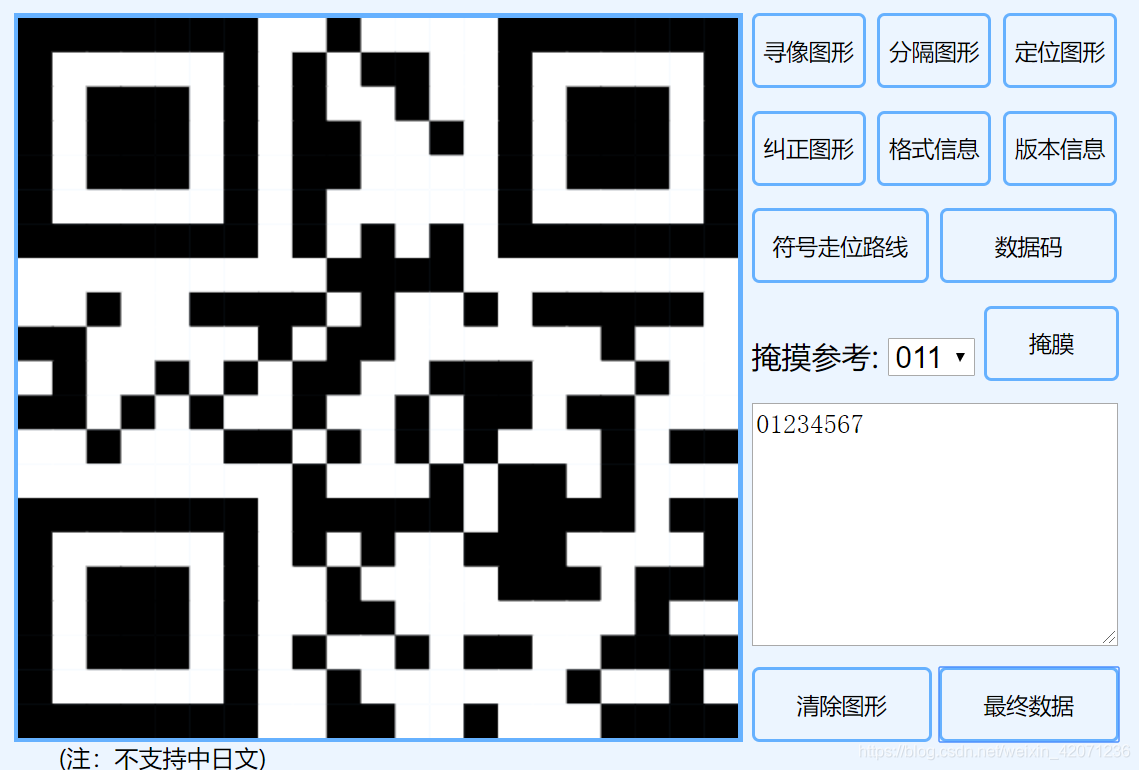 寻像图形 分隔图形 定位图形
纠正图形 格式信息 版本信息
符号走位路线 数据码
掩摸参考: 011 掩膜
01234567
清除图形 最终数据
(注：不支持中日文)
https://blog.csdn.net/weixin_42071236